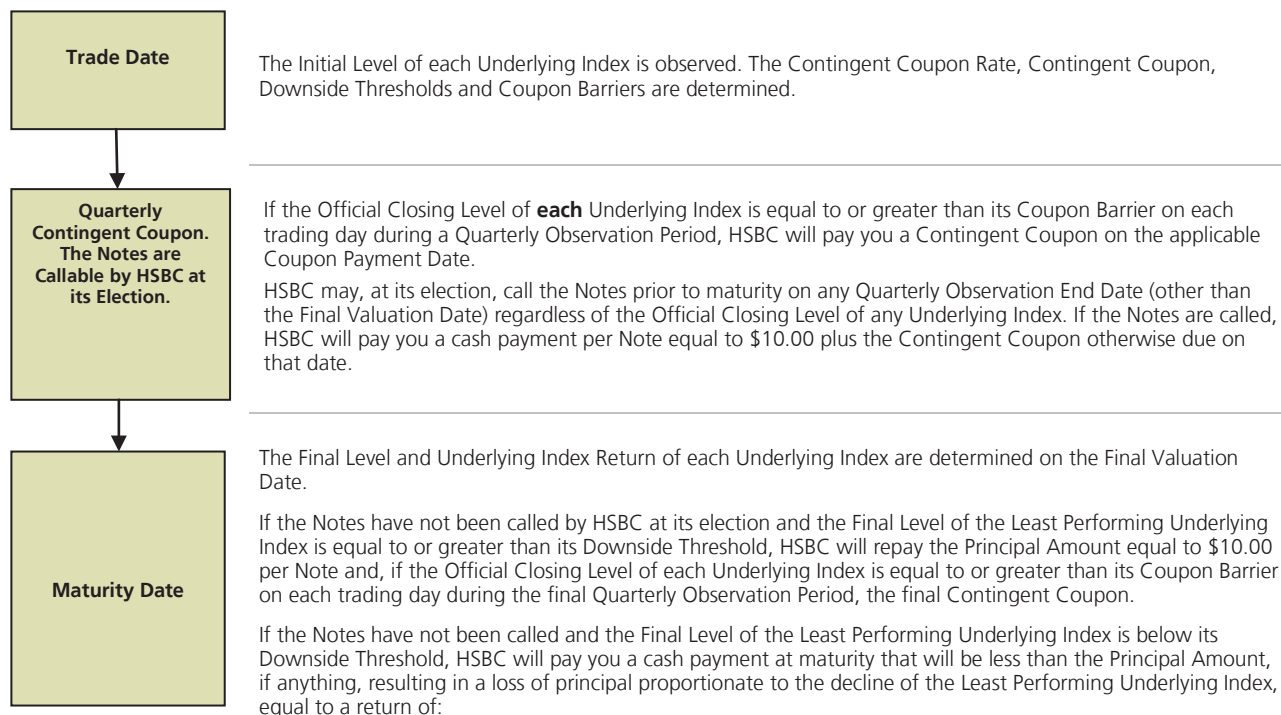 Trade Date
The Initial Level of each Underlying Index is observed. The Contingent Coupon Rate, Contingent Coupon,
Downside Thresholds and Coupon Barriers are determined.
Quarterly
Contingent Coupon.
The Notes are
Callable by HSBC at
its Election.
If the Official Closing Level of each Underlying Index is equal to or greater than its Coupon Barrier on each
trading day during a Quarterly Observation Period, HSBC will pay you a Contingent Coupon on the applicable
Coupon Payment Date.
HSBC may, at its election, call the Notes prior to maturity on any Quarterly Observation End Date (other than
the Final Valuation Date) regardless of the Official Closing Level of any Underlying Index. If the Notes are called,
HSBC will pay you a cash payment per Note equal to $10.00 plus the Contingent Coupon otherwise due on
that date.
Maturity Date
The Final Level and Underlying Index Return of each Underlying Index are determined on the Final Valuation
Date.
If the Notes have not been called by HSBC at its election and the Final Level of the Least Performing Underlying
Index is equal to or greater than its Downside Threshold, HSBC will repay the Principal Amount equal to $10.00
per Note and, if the Official Closing Level of each Underlying Index is equal to or greater than its Coupon Barrier
on each trading day during the final Quarterly Observation Period, the final Contingent Coupon.
If the Notes have not been called and the Final Level of the Least Performing Underlying Index is below its
Downside Threshold, HSBC will pay you a cash payment at maturity that will be less than the Principal Amount,
if anything, resulting in a loss of principal proportionate to the decline of the Least Performing Underlying Index,
equal to a return of: